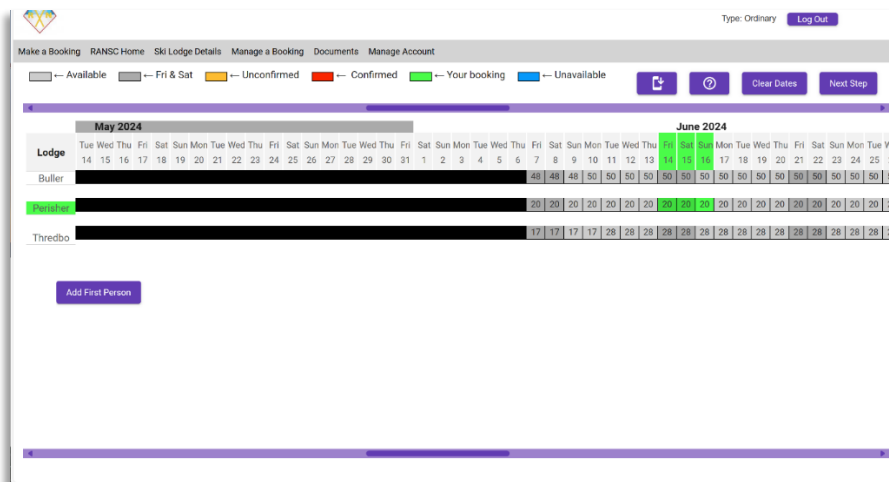 Type: Ordinary Log Out
Make a Booking RANSC Home Ski Lodge Details Manage a Booking Documents Manage Account
← Available ← Fri & Sat ← Unconfirmed ← Confirmed ← Your booking ← Unavailable Clear Dates Next Step
May 2024 June 2024
Lodge Tue Wed Thu Fri Sat Sun Mon Tue Wed Thu Fri Sat Sun Mon Tue Wed Thu Fri Sat Sun Mon Tue Wed Thu Fri Sat Sun Mon Tue Wed Thu Fri Sat Sun Mon Tue Wed Thu Fri Sat Sun Mon Tue
14 15 16 17 18 19 20 21 22 23 24 25 26 27 28 29 30 31 1 2 3 4 5 6 7 8 9 10 11 12 13 14 15 16 17 18 19 20 21 22 23 24 25
Buller 48 48 48 50 50 50 50 50 50 50 50 50 50 50 50 50 50 50 50
Perisher 20 20 20 20 20 20 20 20 20 20 20 20 20 20 20 20 20 20 20
Thredbo 17 17 17 17 28 28 28 28 28 28 28 28 28 28 28 28 28 28 28
Add First Person